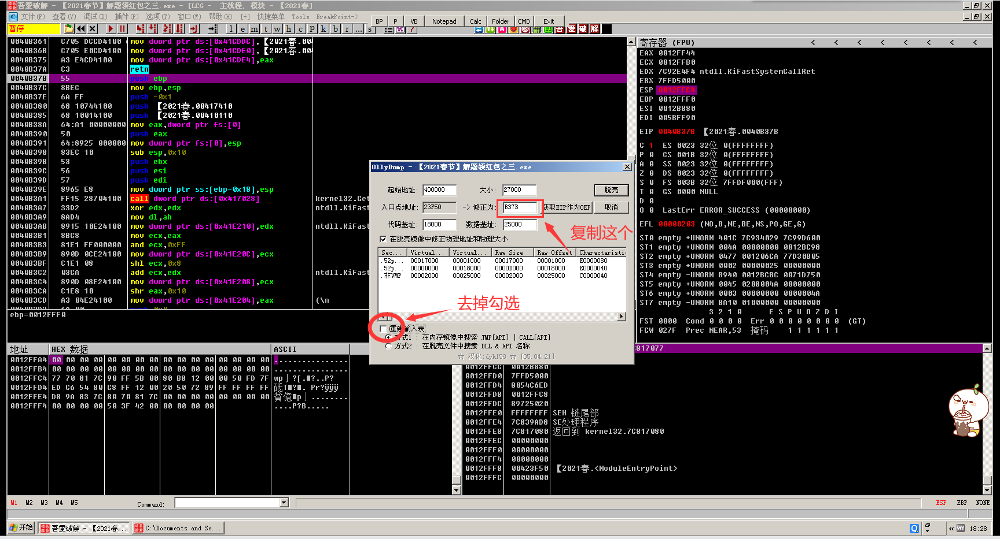 吾愛破解 - 【2021春节】解题领红包之三.exe - [LCG - 主线程, 模块 - 【2021春]
文件(F) 查看(V) 调试(D) 插件(P) 选项(T) 窗口(W) 帮助(H) [+] 快捷菜单 Tools BreakPoint->
BP P VB Notepad Calc Folder CMD Exit
暂停 l e m t w h c p k b r ... s ? 吾 爱 破 解
0040B361 C705 DCCD4100 mov dword ptr ds:[0x41CDDC],【2021春.004
0040B36B C705 E0CD4100 mov dword ptr ds:[0x41CDE0],【2021春.004
0040B375 A3 E4CD4100 mov dword ptr ds:[0x41CDE4],eax
0040B37A C3 retn
0040B37B 55 push ebp
0040B37C 8BEC mov ebp,esp
0040B37E 6A FF push -0x1
0040B380 68 10744100 push 【2021春.00417410
0040B385 68 10014100 push 【2021春.00410110
0040B38A 64:A1 00000000 mov eax,dword ptr fs:[0]
0040B390 50 push eax
0040B391 64:8925 0000000 mov dword ptr fs:[0],esp
0040B398 83EC 10 sub esp,0x10
0040B39B 53 push ebx
0040B39C 56 push esi
0040B39D 57 push edi
0040B39E 8965 E8 mov dword ptr ss:[ebp-0x18],esp
0040B3A1 FF15 28704100 call dword ptr ds:[0x417028] kernel32.Get
0040B3A7 33D2 xor edx,edx ntdll.KiFast
0040B3A9 8AD4 mov dl,ah
0040B3AB 8915 10E24100 mov dword ptr ds:[0x41E210],edx ntdll.KiFast
0040B3B1 8BC8 mov ecx,eax
0040B3B3 81E1 FF000000 and ecx,0xFF
0040B3B9 890D 0CE24100 mov dword ptr ds:[0x41E20C],ecx
0040B3BF C1E1 08 shl ecx,0x8
0040B3C2 03CA add ecx,edx ntdll.KiFast
0040B3C4 890D 08E24100 mov dword ptr ds:[0x41E208],ecx
0040B3CA C1E8 10 shr eax,0x10
0040B3CD A3 04E24100 mov dword ptr ds:[0x41E204],eax (\n
ebp=0012FFF0
寄存器 (FPU) < < < < < < < <
EAX 0012FF44
ECX 0012FFB0
EDX 7C92E4F4 ntdll.KiFastSystemCallRet
EBX 7FFD5000
ESP 0012FFC4
EBP 0012FFF0
ESI 0012B880
EDI 005BFF90
EIP 0040B37B 【2021春.0040B37B
C 1 ES 0023 32位 0(FFFFFFFF)
P 0 CS 001B 32位 0(FFFFFFFF)
A 0 SS 0023 32位 0(FFFFFFFF)
Z 0 DS 0023 32位 0(FFFFFFFF)
S 0 FS 003B 32位 7FFDF000(FFF)
T 0 GS 0000 NULL
D 0
O 0 LastErr ERROR_SUCCESS (00000000)
EFL 00000203 (NO,B,NE,BE,NS,PO,GE,G)
ST0 empty +UNORM 401C 7C934029 7C99D600
ST1 empty +UNORM 004A 00000000 0012BC98
ST2 empty +UNORM 0477 001206CA 77D30B05
ST3 empty +UNORM 0002 00000025 00000000
ST4 empty -UNORM B940 0012BCBC 0071D750
ST5 empty +UNORM 0045 0208004A 00000000
ST6 empty +UNORM 0003 00000000 0000004A
ST7 empty -UNORM BA10 01000000 00000000
3 2 1 0 E S P U O Z D I
FST 0000 Cond 0 0 0 0 Err 0 0 0 0 0 0 0 0 (GT)
FCW 027F Prec NEAR,53 掩码 1 1 1 1 1 1
OllyDump - 【2021春节】解题领红包之三.exe
起始地址: 400000 大小: 27000 脱壳
入口点地址: 23F50 -> 修正为: B37B 获取EIP作为OEP 取消
代码基址: 18000 数据基址: 25000
复制这个
在脱壳镜像中修正物理地址和物理大小
Sec... Virtual... Virtual... Raw Size Raw Offset Characteristic
.52p... 00017000 00001000 00017000 00001000 E0000080
.52p... 0000D000 00018000 0000D000 00018000 E0000040
.非VMP 00002000 00025000 00002000 00025000 C0000040
去掉勾选
重建输入表
方式1 : 在内存镜像中搜索 JMP[API] | CALL[API]
方式2 : 在脱壳文件中搜索 DLL & API 名称
☆ 汉化:dyk158 ☆ [05.04.21]
地址 HEX 数据 ASCII
0012FFA4 00 00 00 00 00 00 00 00 00 00 00 00 00 00 00 00 ................
0012FFB4 00 00 00 00 00 00 00 00 00 00 00 00 00 00 00 00 ................
0012FFC4 77 70 81 7C 90 FF 5B 00 80 B8 12 00 00 50 FD 7F
0012FFD4 ED C6 54 80 C8 FF 12 00 20 50 72 89 FF FF FF FF
0012FFE4 D8 9A 83 7C 80 70 81 7C 00 00 00 00 00 00 00 00
0012FFF4 00 00 00 00 50 3F 42 00 00 00 00 00 ....P?B.....
C817077
0012FFCC 0012B880
0012FFD0 7FFD5000
0012FFD4 8054C6ED
0012FFD8 0012FFC8
0012FFDC 89725020
0012FFE0 FFFFFFFF SEH 链尾部
0012FFE4 7C839AD8 SE处理程序
0012FFE8 7C817080 返回到 kernel32.7C817080
0012FFEC 00000000
0012FFF0 00000000
0012FFF4 00000000
0012FFF8 00423F50 【2021春.<ModuleEntryPoint>
0012FFFC 00000000
M1 M2 M3 M4 M5 Command: ESP EBP NONE
开始 吾愛破解 - 【2021春... C:\Documents and Se... « 18:28